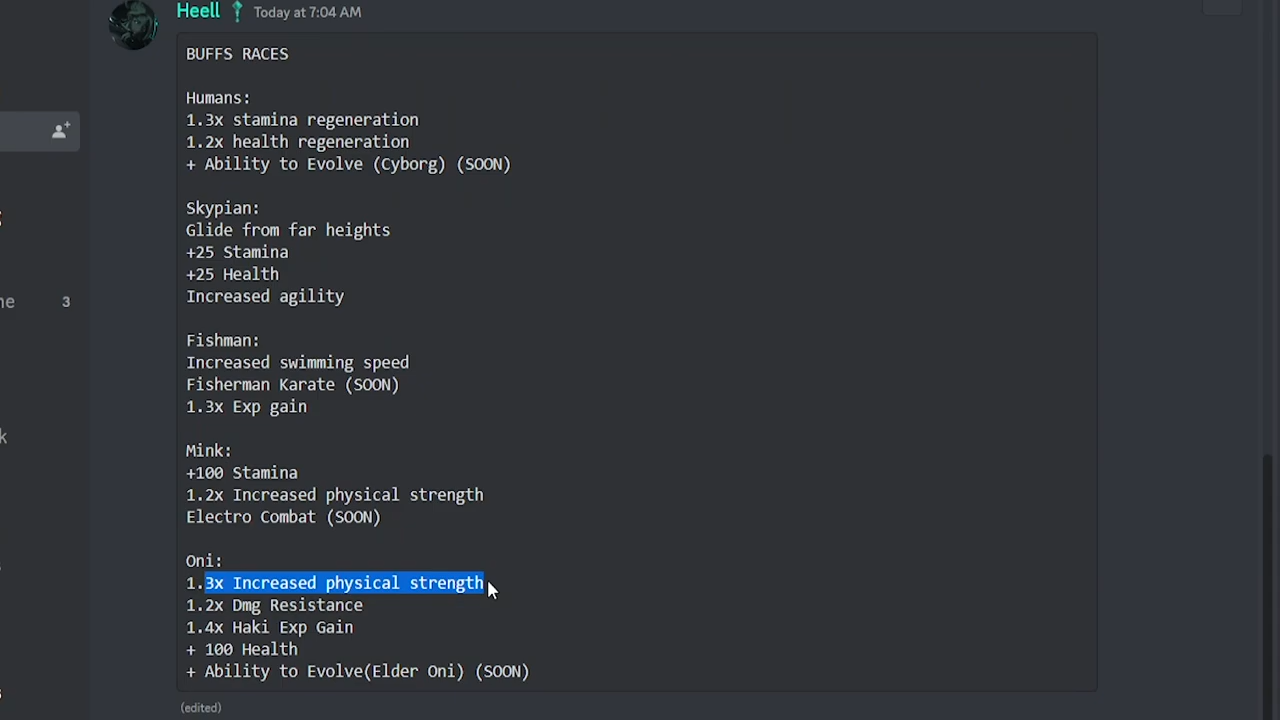 Heell Today at 7:04 AM
BUFFS RACES
Humans:
1.3x stamina regeneration
1.2x health regeneration
+ Ability to Evolve (Cyborg) (SOON)
Skypian:
Glide from far heights
+25 Stamina
+25 Health
Increased agility
Fishman:
Increased swimming speed
Fisherman Karate (SOON)
1.3x Exp gain
Mink:
+100 Stamina
1.2x Increased physical strength
Electro Combat (SOON)
Oni:
1.3x Increased physical strength
1.2x Dmg Resistance
1.4x Haki Exp Gain
+ 100 Health
+ Ability to Evolve(Elder Oni) (SOON)
(edited)
3